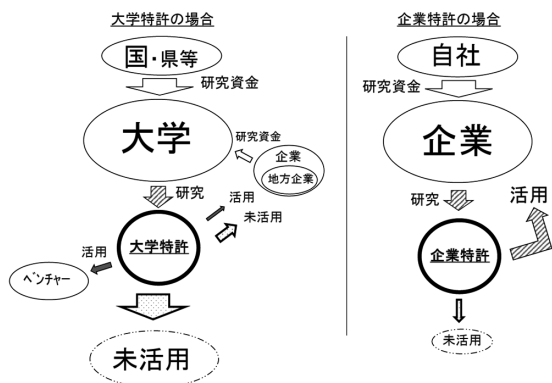 大学特許の場合
国・県等
研究資金
大学
研究資金
企業
地方企業
研究
活用
未活用
大学特許
活用
ベンチャー
未活用
企業特許の場合
自社
研究資金
企業
研究
活用
企業特許
未活用